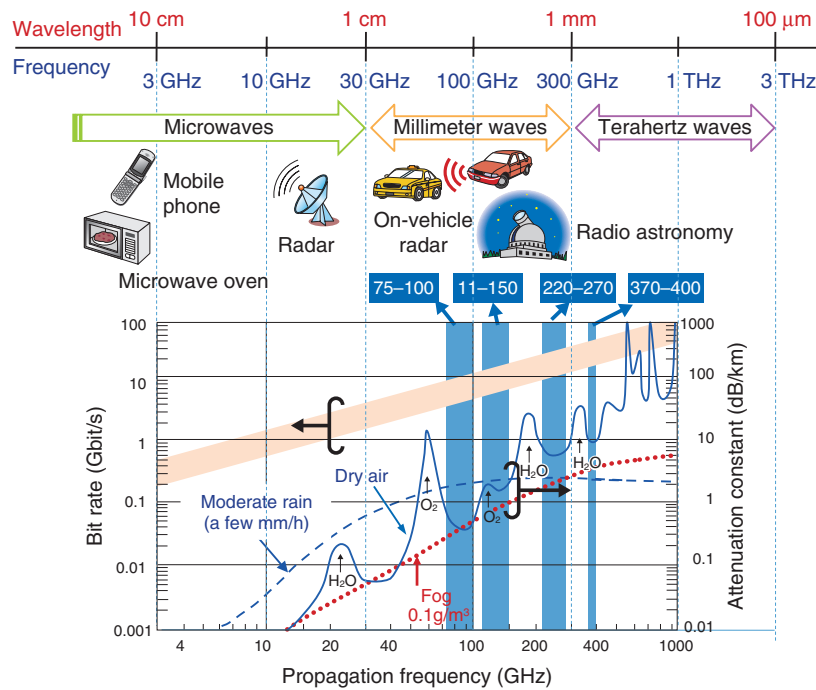 Wavelength 10 cm 1 cm 1 mm 100 μm
Frequency 3 GHz 10 GHz 30 GHz 100 GHz 300 GHz 1 THz 3 THz
Microwaves Millimeter waves Terahertz waves
Mobile
phone
Microwave oven
Radar
On-vehicle
radar
Radio astronomy
75–100 11–150 220–270 370–400
Bit rate (Gbit/s)
100
10
1
0.1
0.01
0.001
Attenuation constant (dB/km)
1000
100
10
1
0.1
0.01
Moderate rain
(a few mm/h)
Dry air
H₂O
O₂
O₂
H₂O
H₂O
Fog
0.1g/m³
4 10 20 40 100 200 400 1000
Propagation frequency (GHz)